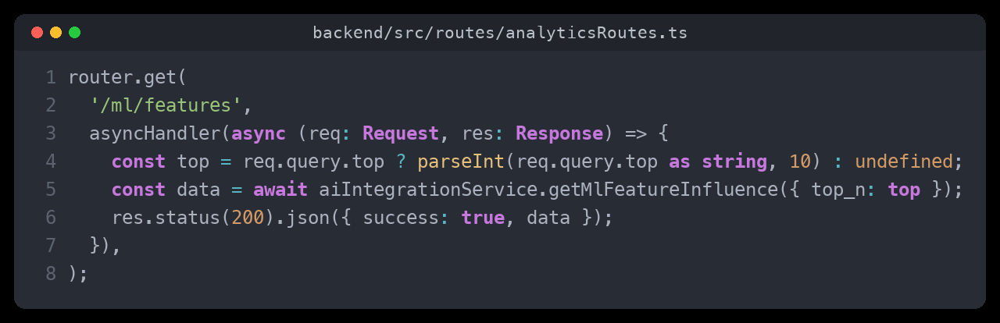 backend/src/routes/analyticsRoutes.ts
1 router.get(
2   '/ml/features',
3   asyncHandler(async (req: Request, res: Response) => {
4     const top = req.query.top ? parseInt(req.query.top as string, 10) : undefined;
5     const data = await aiIntegrationService.getMlFeatureInfluence({ top_n: top });
6     res.status(200).json({ success: true, data });
7   }),
8 );